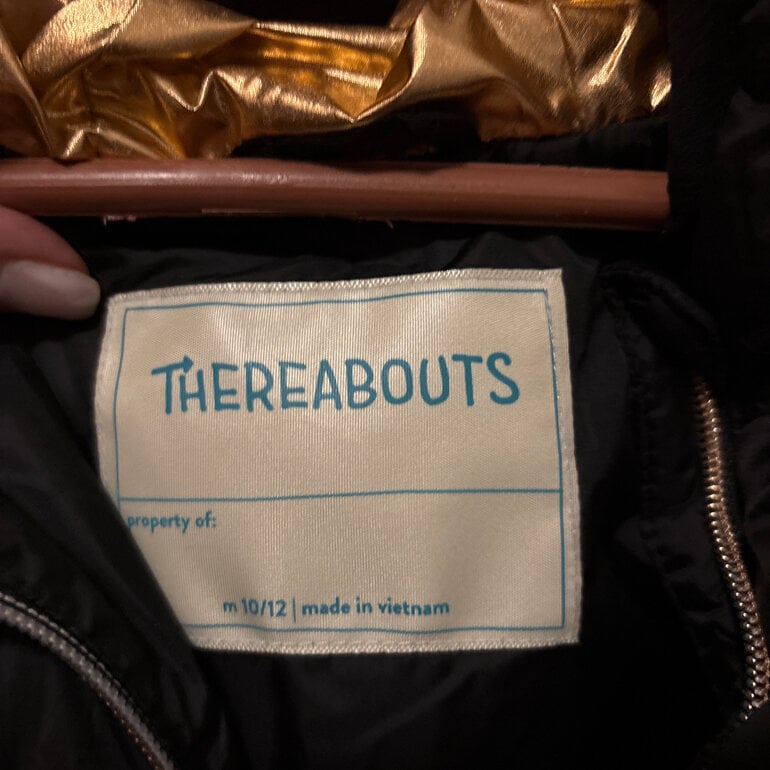 THEREABOUTS
property of:
m 10/12 | made in vietnam